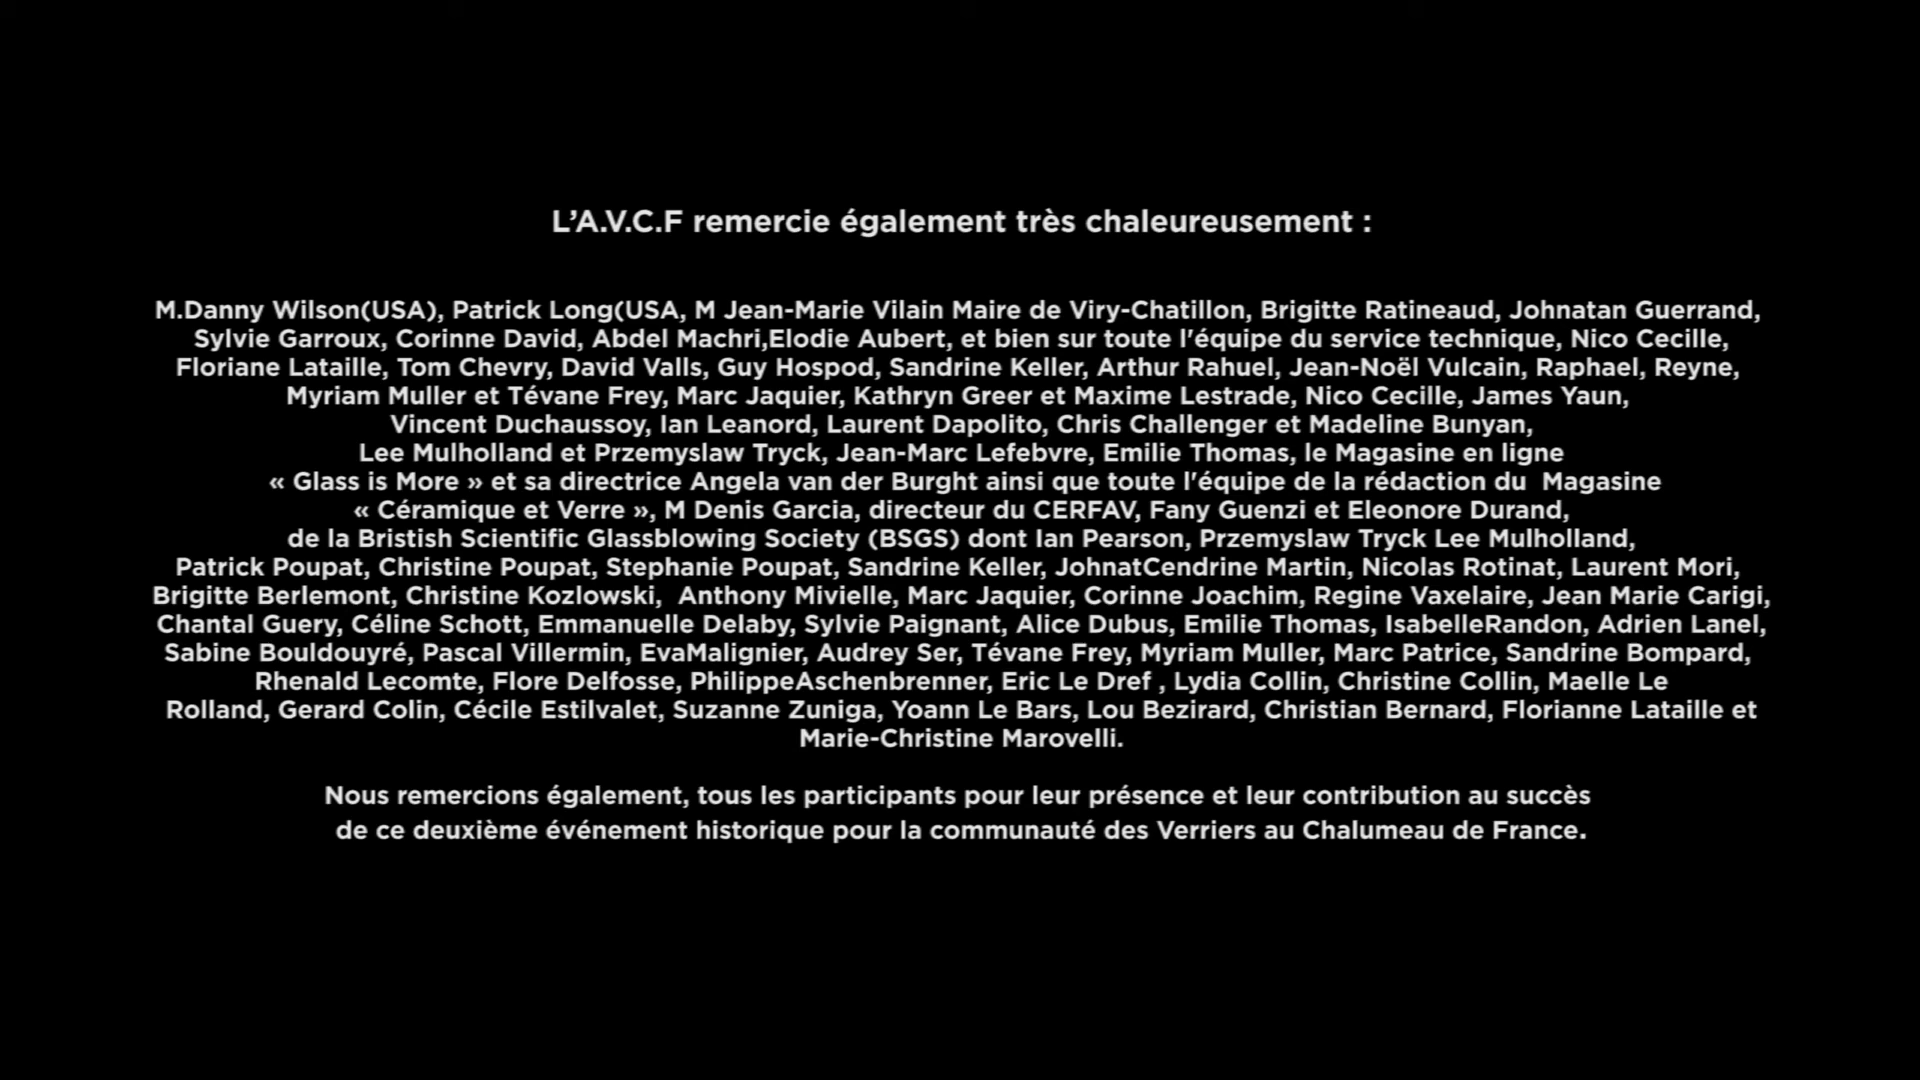 L’A.V.C.F remercie également très chaleureusement :
M.Danny Wilson(USA), Patrick Long(USA, M Jean-Marie Vilain Maire de Viry-Chatillon, Brigitte Ratineaud, Johnatan Guerrand,
Sylvie Garroux, Corinne David, Abdel Machri,Elodie Aubert, et bien sur toute l'équipe du service technique, Nico Cecille,
Floriane Lataille, Tom Chevry, David Valls, Guy Hospod, Sandrine Keller, Arthur Rahuel, Jean-Noël Vulcain, Raphael, Reyne,
Myriam Muller et Tévane Frey, Marc Jaquier, Kathryn Greer et Maxime Lestrade, Nico Cecille, James Yaun,
Vincent Duchaussoy, Ian Leanord, Laurent Dapolito, Chris Challenger et Madeline Bunyan,
Lee Mulholland et Przemyslaw Tryck, Jean-Marc Lefebvre, Emilie Thomas, le Magasine en ligne
« Glass is More » et sa directrice Angela van der Burght ainsi que toute l'équipe de la rédaction du  Magasine
« Céramique et Verre », M Denis Garcia, directeur du CERFAV, Fany Guenzi et Eleonore Durand,
de la Bristish Scientific Glassblowing Society (BSGS) dont Ian Pearson, Przemyslaw Tryck Lee Mulholland,
Patrick Poupat, Christine Poupat, Stephanie Poupat, Sandrine Keller, JohnatCendrine Martin, Nicolas Rotinat, Laurent Mori,
Brigitte Berlemont, Christine Kozlowski,  Anthony Mivielle, Marc Jaquier, Corinne Joachim, Regine Vaxelaire, Jean Marie Carigi,
Chantal Guery, Céline Schott, Emmanuelle Delaby, Sylvie Paignant, Alice Dubus, Emilie Thomas, IsabelleRandon, Adrien Lanel,
Sabine Bouldouyré, Pascal Villermin, EvaMalignier, Audrey Ser, Tévane Frey, Myriam Muller, Marc Patrice, Sandrine Bompard,
Rhenald Lecomte, Flore Delfosse, PhilippeAschenbrenner, Eric Le Dref , Lydia Collin, Christine Collin, Maelle Le
Rolland, Gerard Colin, Cécile Estilvalet, Suzanne Zuniga, Yoann Le Bars, Lou Bezirard, Christian Bernard, Florianne Lataille et
Marie-Christine Marovelli.
Nous remercions également, tous les participants pour leur présence et leur contribution au succès
de ce deuxième événement historique pour la communauté des Verriers au Chalumeau de France.